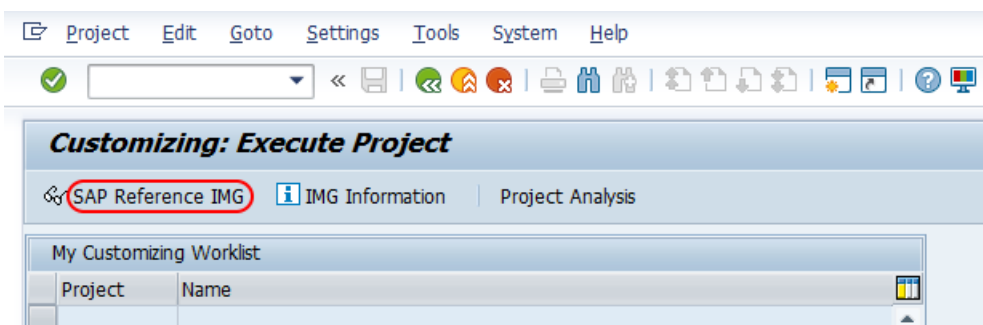 Project Edit Goto Settings Tools System Help
Customizing: Execute Project
SAP Reference IMG IMG Information Project Analysis
My Customizing Worklist
Project Name